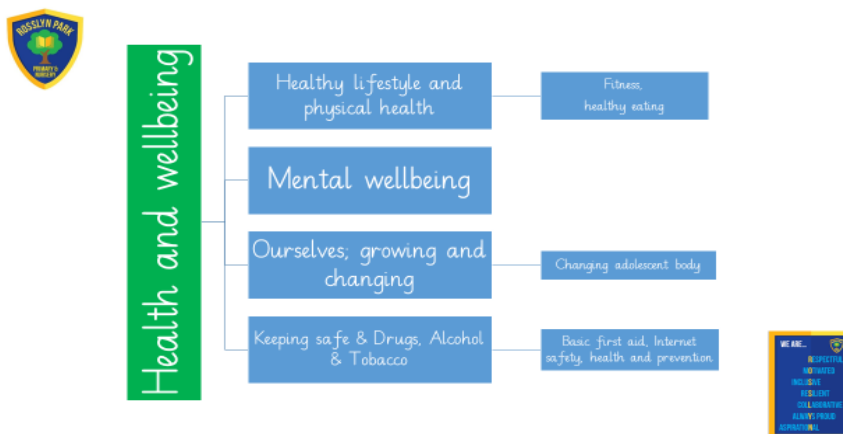 ROSSLYN PARK
PRIMARY &
NURSERY
Health and wellbeing
Healthy lifestyle and
physical health
Fitness,
healthy eating
Mental wellbeing
Ourselves; growing and
changing
Changing adolescent body
Keeping safe & Drugs, Alcohol
& Tobacco
Basic first aid, Internet
safety, health and prevention
WE ARE...
RESPECTFUL
MOTIVATED
INCLUSIVE
RESILIENT
COLLABORATIVE
ALWAYS PROUD
ASPIRATIONAL